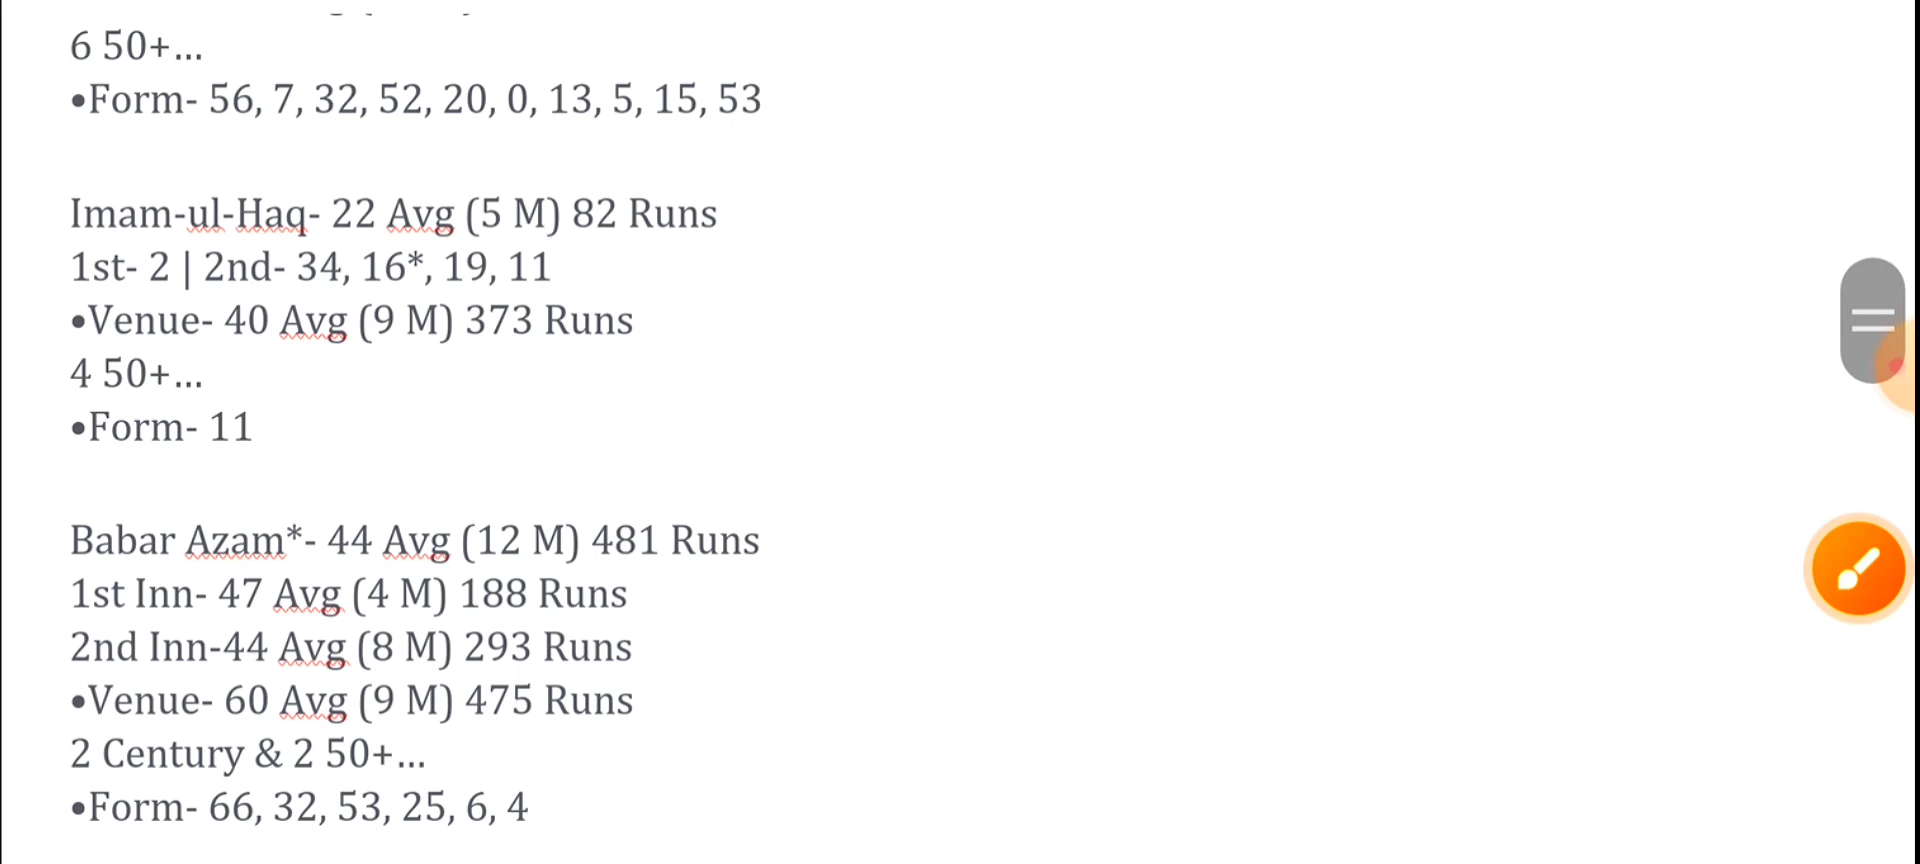 6 50+...
•Form- 56, 7, 32, 52, 20, 0, 13, 5, 15, 53
Imam-ul-Haq- 22 Avg (5 M) 82 Runs
1st- 2 | 2nd- 34, 16*, 19, 11
•Venue- 40 Avg (9 M) 373 Runs
4 50+...
•Form- 11
Babar Azam*- 44 Avg (12 M) 481 Runs
1st Inn- 47 Avg (4 M) 188 Runs
2nd Inn-44 Avg (8 M) 293 Runs
•Venue- 60 Avg (9 M) 475 Runs
2 Century & 2 50+...
•Form- 66, 32, 53, 25, 6, 4